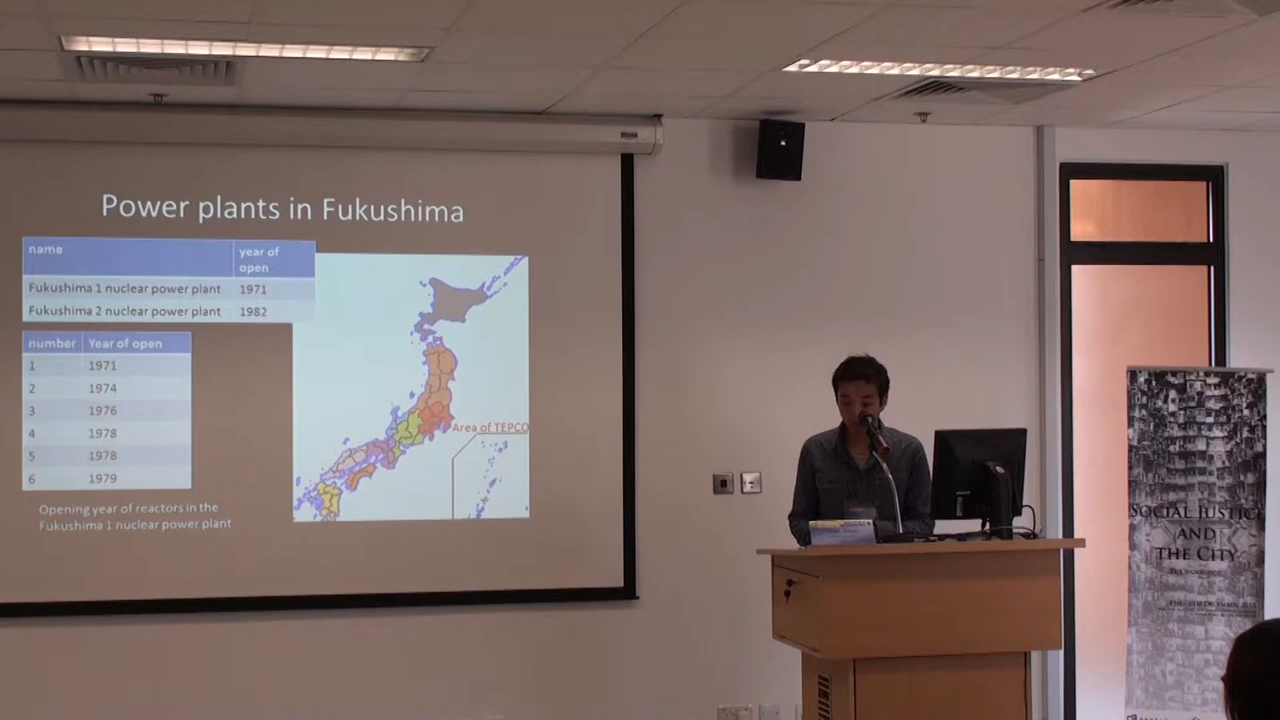 Power plants in Fukushima
name
year of
open
Fukushima 1 nuclear power plant 1971
Fukushima 2 nuclear power plant 1982
number Year of open
1 1971
2 1974
3 1976
4 1978
5 1978
6 1979
Opening year of reactors in the
Fukushima 1 nuclear power plant
Area of TEPCO
SOCIAL JUSTICE
AND
THE CITY